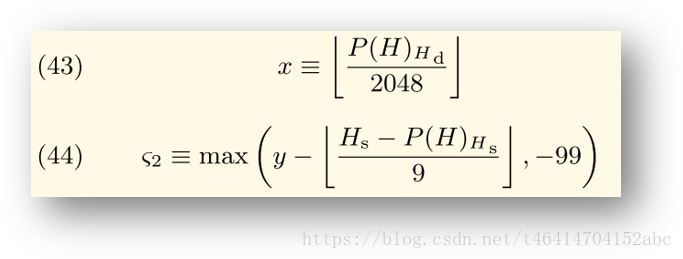 (43) x ≡ ⌊P(H)_{H_d} / 2048⌋
(44) ς₂ ≡ max(y − ⌊(H_s − P(H)_{H_s}) / 9⌋, −99)
https://blog.csdn.net/t46414704152abc